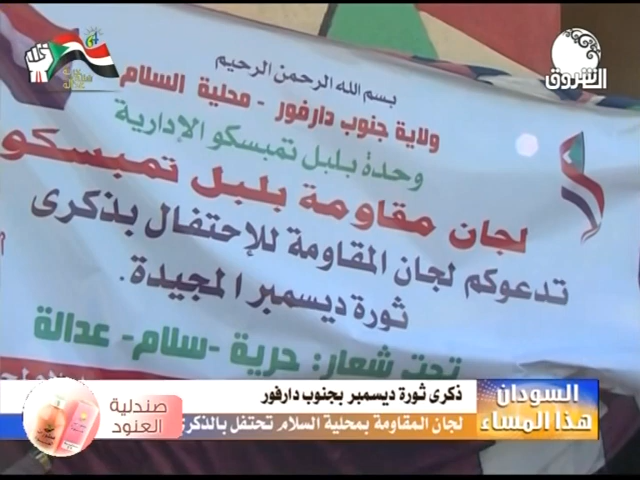 الشروق
بسم الله الرحمن الرحيم
ولاية جنوب دارفور - محلية السلام
وحدة بلبل تمبسكو الإدارية
لجان مقاومة بلبل تمبسكو
تدعوكم لجان المقاومة للإحتفال بذكرى
ثورة ديسمبر المجيدة.
تحت شعار: حرية -سلام- عدالة
ذكرى ثورة ديسمبر بجنوب دارفور
لجان المقاومة بمحلية السلام تحتفل بالذكرى
السودان
هذا المساء
صندلية
العنود